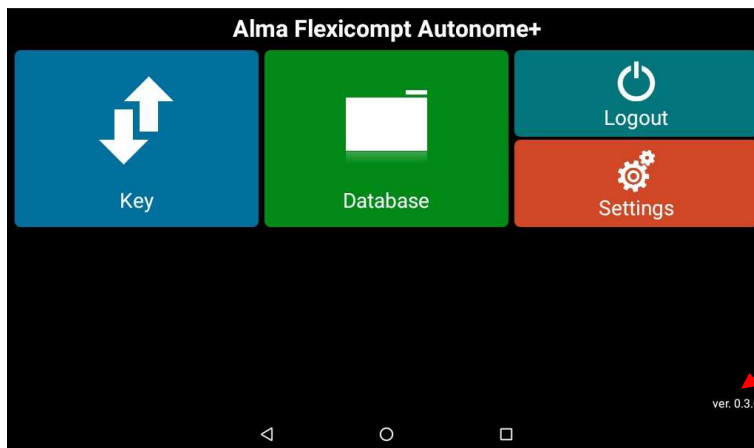 Alma Flexicompt Autonome+
Key
Database
Logout
Settings
ver. 0.3.